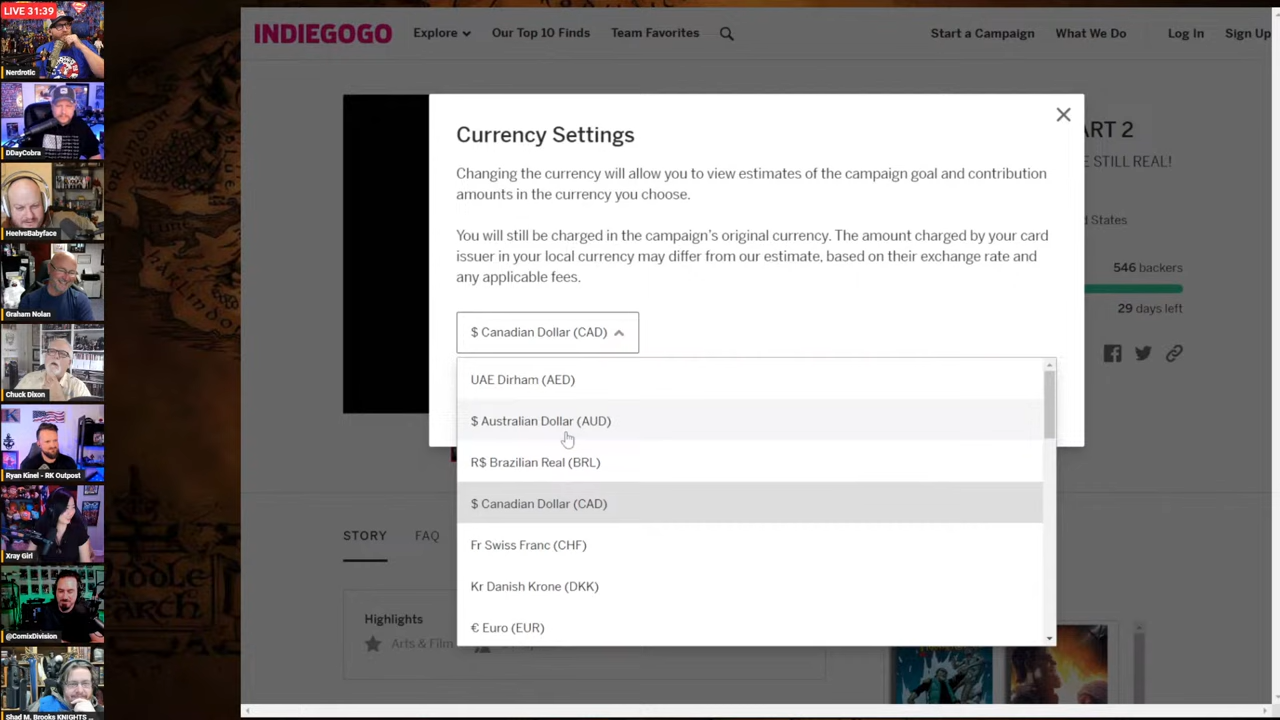 LIVE 31:39
Nerdrotic
DDayCobra
HeelvsBabyface
Graham Nolan
Chuck Dixon
Ryan Kinel - RK Outpost
Xray Girl
@ComixDivision
Shad M. Brooks KNIGHTS ...
INDIEGOGO
Explore
Our Top 10 Finds
Team Favorites
Start a Campaign
What We Do
Log In
Sign Up
ART 2
E STILL REAL!
d States
546 backers
29 days left
Currency Settings
Changing the currency will allow you to view estimates of the campaign goal and contribution
amounts in the currency you choose.
You will still be charged in the campaign's original currency. The amount charged by your card
issuer in your local currency may differ from our estimate, based on their exchange rate and
any applicable fees.
$ Canadian Dollar (CAD)
UAE Dirham (AED)
$ Australian Dollar (AUD)
R$ Brazilian Real (BRL)
$ Canadian Dollar (CAD)
Fr Swiss Franc (CHF)
Kr Danish Krone (DKK)
€ Euro (EUR)
STORY
FAQ
Highlights
Arts & Film